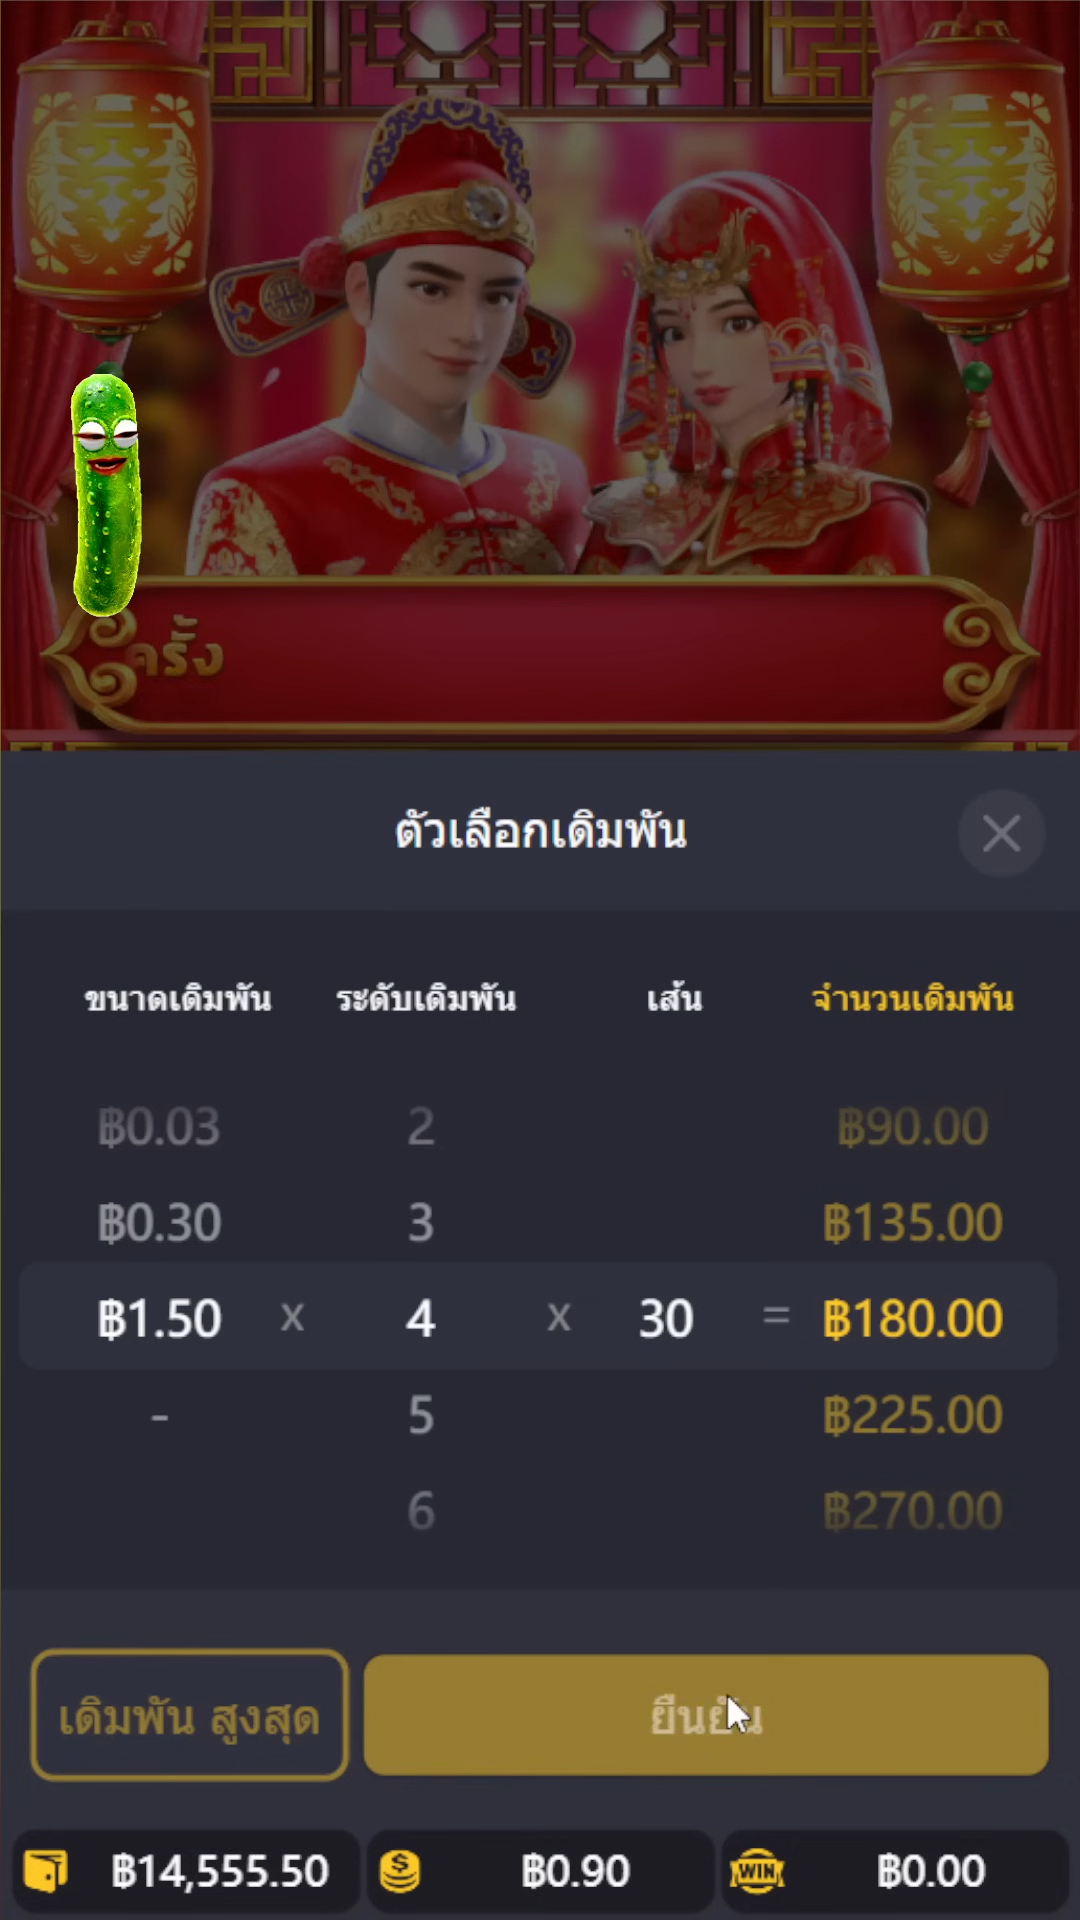 ตัวเลือกเดิมพัน
ขนาดเดิมพัน ระดับเดิมพัน เส้น จำนวนเดิมพัน
฿0.03 2 ฿90.00
฿0.30 3 ฿135.00
฿1.50 x 4 x 30 = ฿180.00
- 5 ฿225.00
6 ฿270.00
เดิมพัน สูงสุด ยืนยัน
฿14,555.50 ฿0.90 WIN ฿0.00